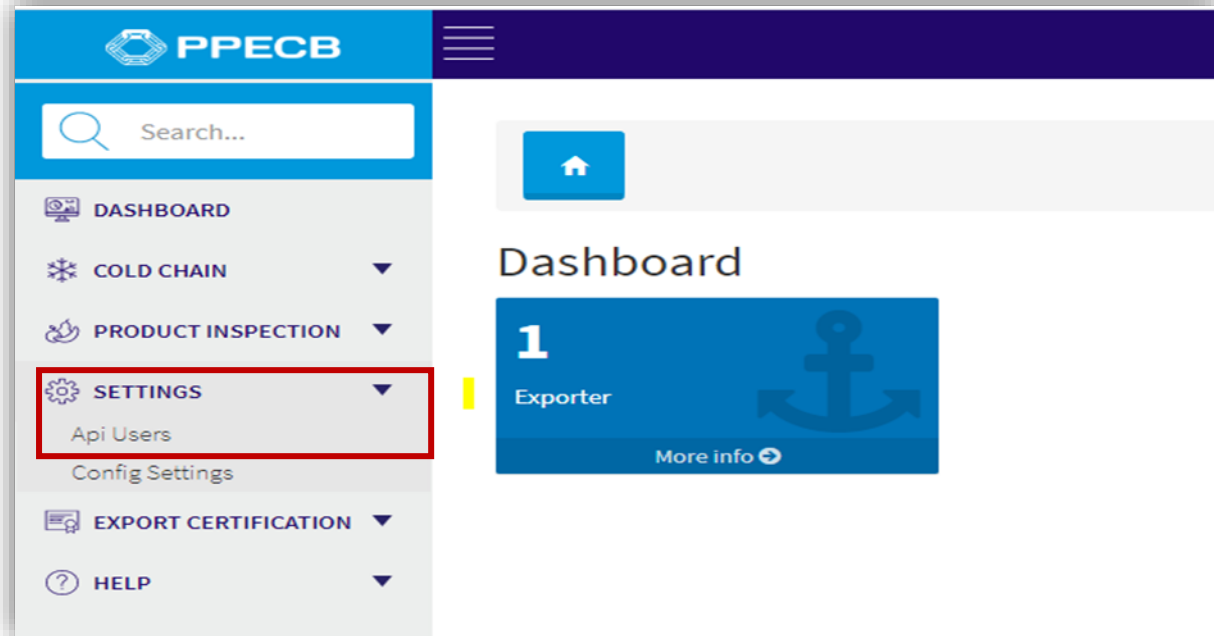 PPECB
Search...
DASHBOARD
COLD CHAIN
PRODUCT INSPECTION
SETTINGS
Api Users
Config Settings
EXPORT CERTIFICATION
HELP
Dashboard
1
Exporter
More info